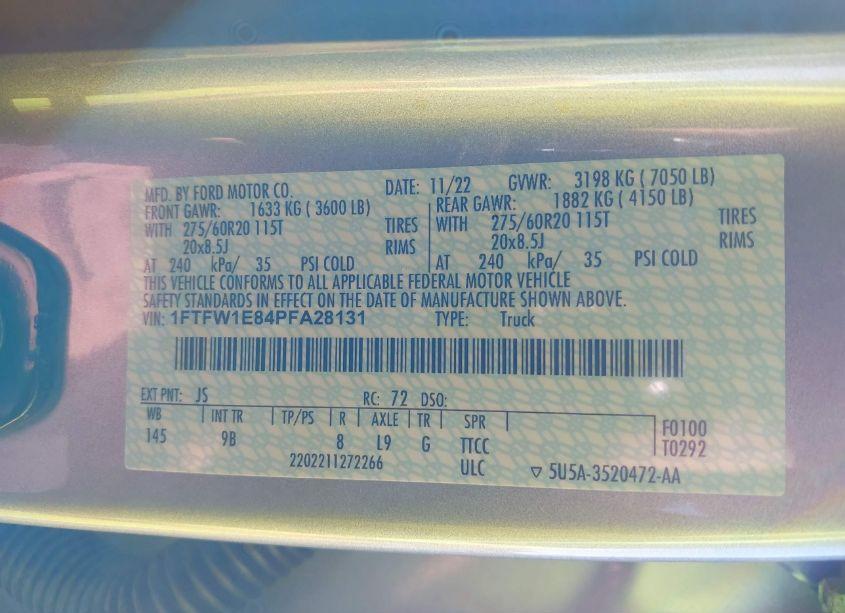 MFD. BY FORD MOTOR CO. DATE: 11/22 GVWR: 3198 KG ( 7050 LB)
FRONT GAWR: 1633 KG ( 3600 LB) REAR GAWR: 1882 KG ( 4150 LB)
WITH 275/60R20 115T TIRES WITH 275/60R20 115T TIRES
20x8.5J RIMS 20x8.5J RIMS
AT 240 kPa/ 35 PSI COLD AT 240 kPa/ 35 PSI COLD
THIS VEHICLE CONFORMS TO ALL APPLICABLE FEDERAL MOTOR VEHICLE
SAFETY STANDARDS IN EFFECT ON THE DATE OF MANUFACTURE SHOWN ABOVE.
VIN: 1FTFW1E84PFA28131 TYPE: Truck
EXT PNT: JS RC: 72 DSO:
WB INT TR TP/PS R AXLE TR SPR
145 9B 8 L9 G TTCC F0100
2202211272266 ULC T0292
▽ 5U5A-3520472-AA